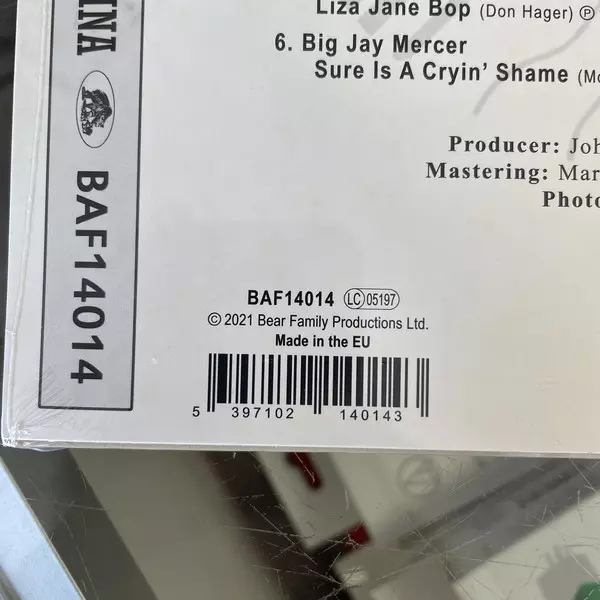 Liza Jane Bop (Don Hager) ℗
6. Big Jay Mercer
Sure Is A Cryin' Shame
Producer:
Mastering:
INA
BAF14014
BAF14014 LC 05197
© 2021 Bear Family Productions Ltd.
Made in the EU
5 397102 140143